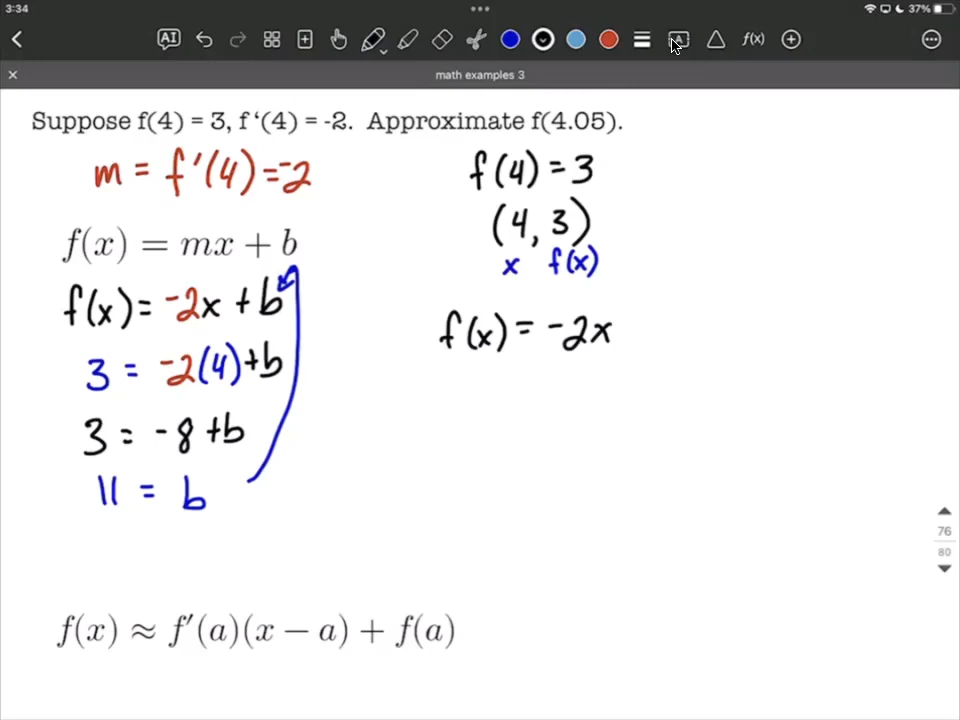 3:34
37%
AI
A
f(x)
math examples 3
Suppose f(4) = 3, f‘(4) = -2.  Approximate f(4.05).
m = f'(4) = -2
f(x) = mx + b
f(x) = -2x + b
3 = -2(4) + b
3 = -8 + b
11 = b
f(4) = 3
(4, 3)
x f(x)
f(x) = -2x
76
80
f(x) ≈ f′(a)(x − a) + f(a)